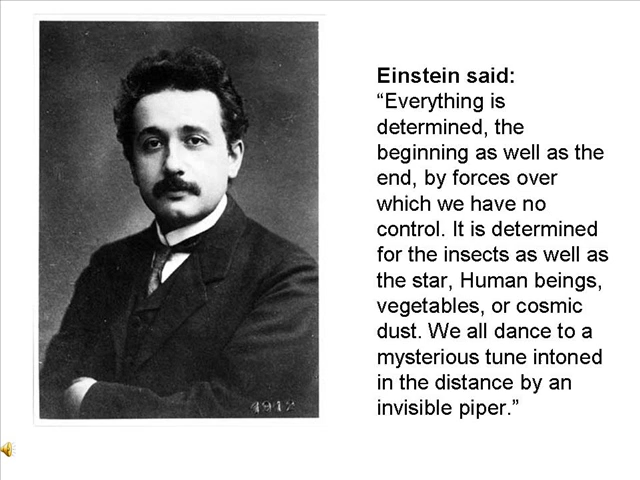 Einstein said:
“Everything is
determined, the
beginning as well as the
end, by forces over
which we have no
control. It is determined
for the insects as well as
the star, Human beings,
vegetables, or cosmic
dust. We all dance to a
mysterious tune intoned
in the distance by an
invisible piper.”
1912